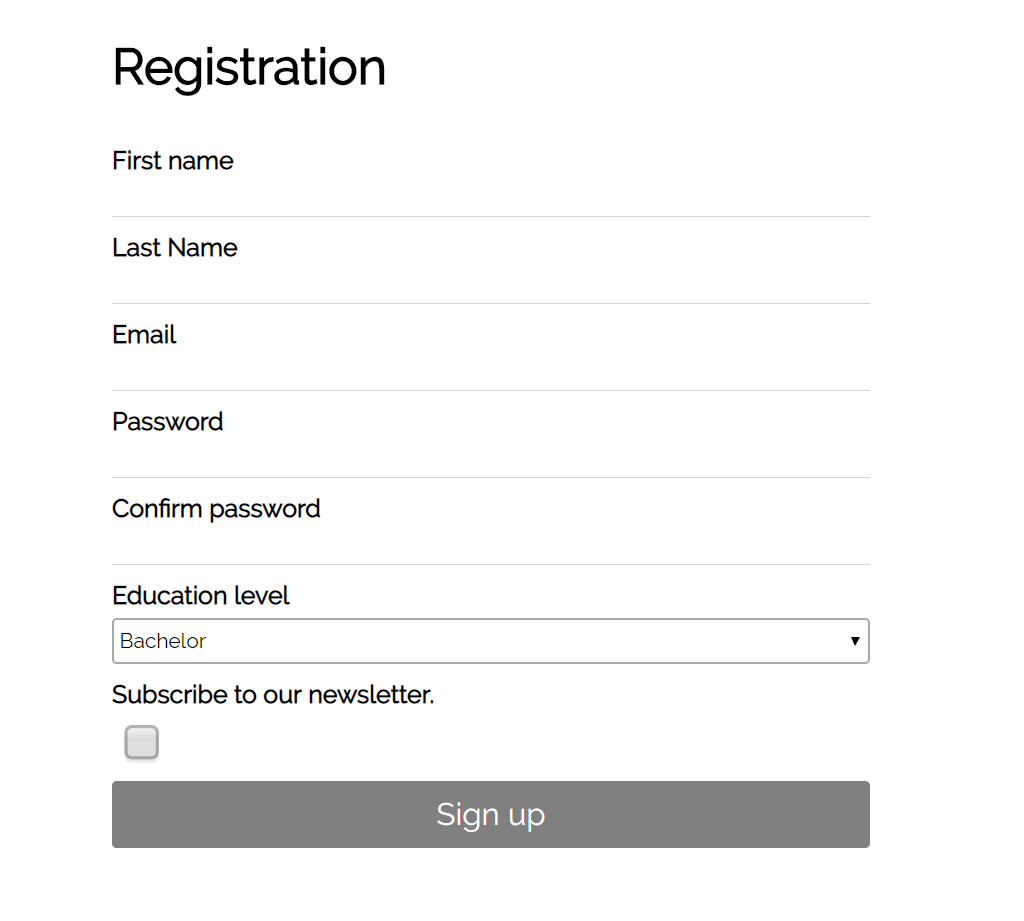 Registration
First name
Last Name
Email
Password
Confirm password
Education level
Bachelor
Subscribe to our newsletter.
Sign up